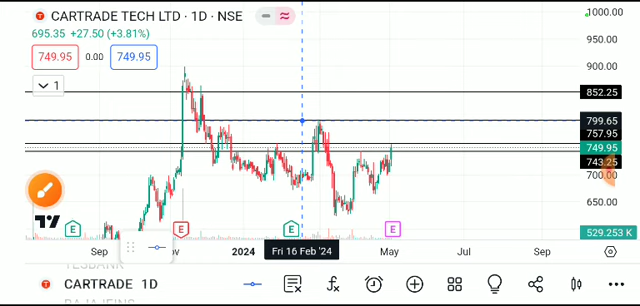 CARTRADE TECH LTD · 1D · NSE
695.35 +27.50 (+3.81%)
749.95 0.00 749.95
1
1000.00
950.00
900.00
852.25
799.65
757.95
749.95
743.25
700.00
650.00
529.253 K
E E E E
Sep 2024 Fri 16 Feb '24 May Jul Sep
CARTRADE 1D